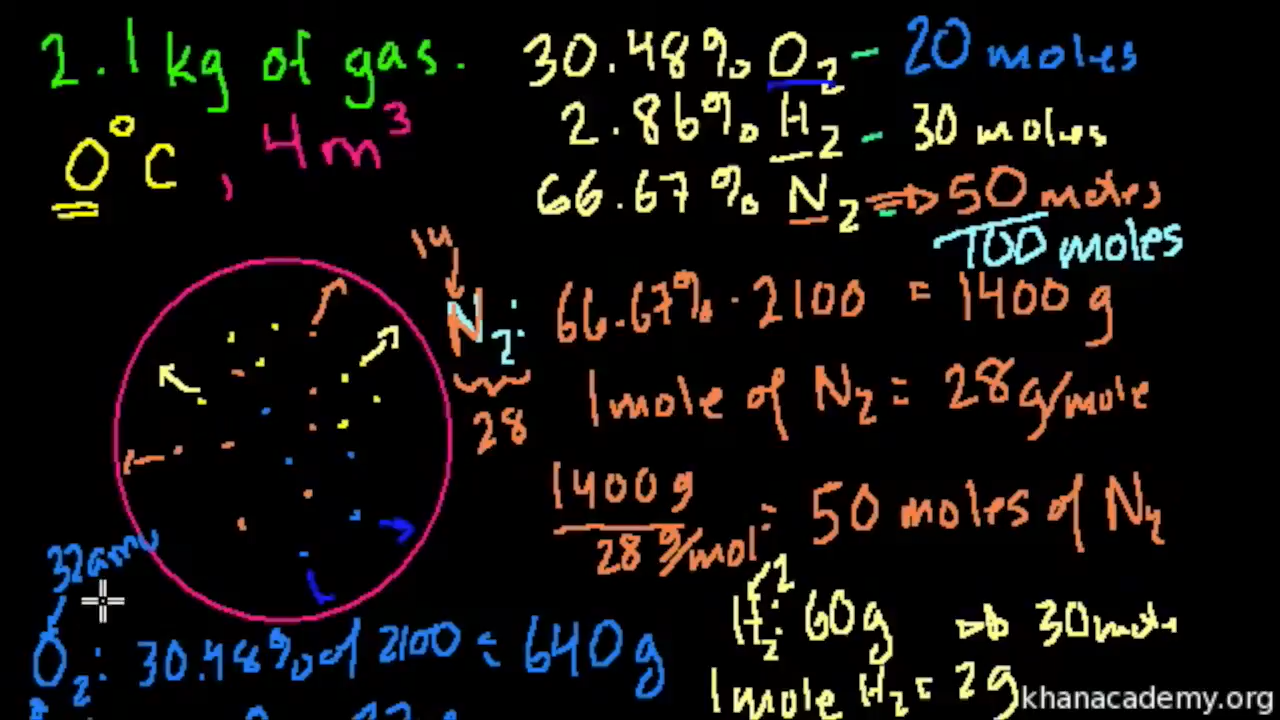 2.1 kg of gas.
0°C, 4m³
30.48% O₂ - 20 moles
2.86% H₂ - 30 moles
66.67% N₂ ⇒ 50 moles
100 moles
14
N₂: 66.67% · 2100 = 1400 g
28
1 mole of N₂ = 28 g/mole
1400 g
28 g/mol = 50 moles of N₂
32 amu
O₂: 30.48% of 2100 = 640 g
2
H₂: 60 g ⇒ 30 mole
1 mole H₂ = 2g
khanacademy.org